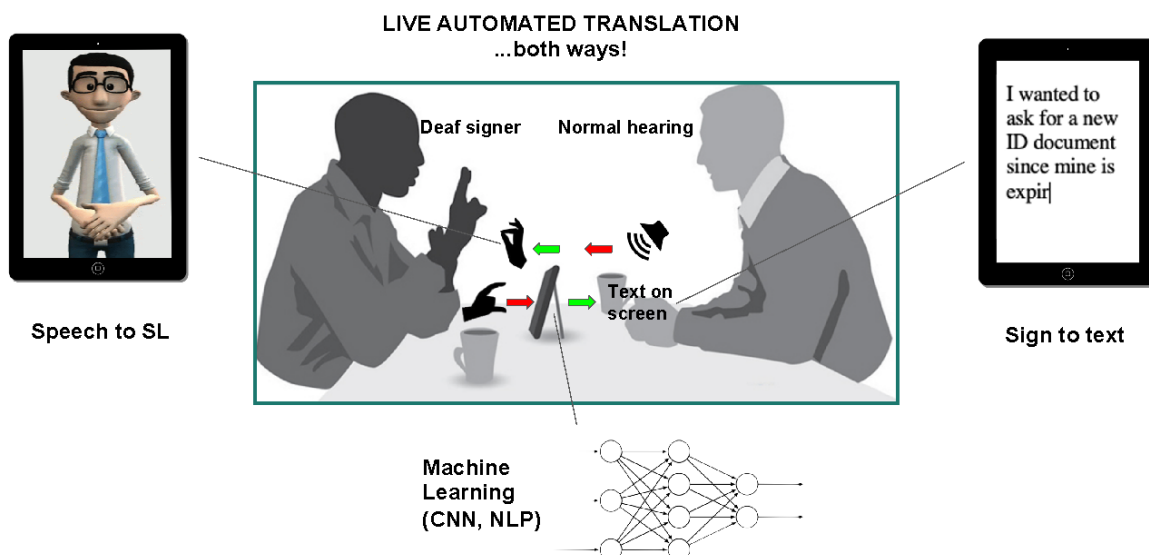 LIVE AUTOMATED TRANSLATION
...both ways!
Deaf signer
Normal hearing
I wanted to
ask for a new
ID document
since mine is
expir
Text on
screen
Speech to SL
Sign to text
Machine
Learning
(CNN, NLP)